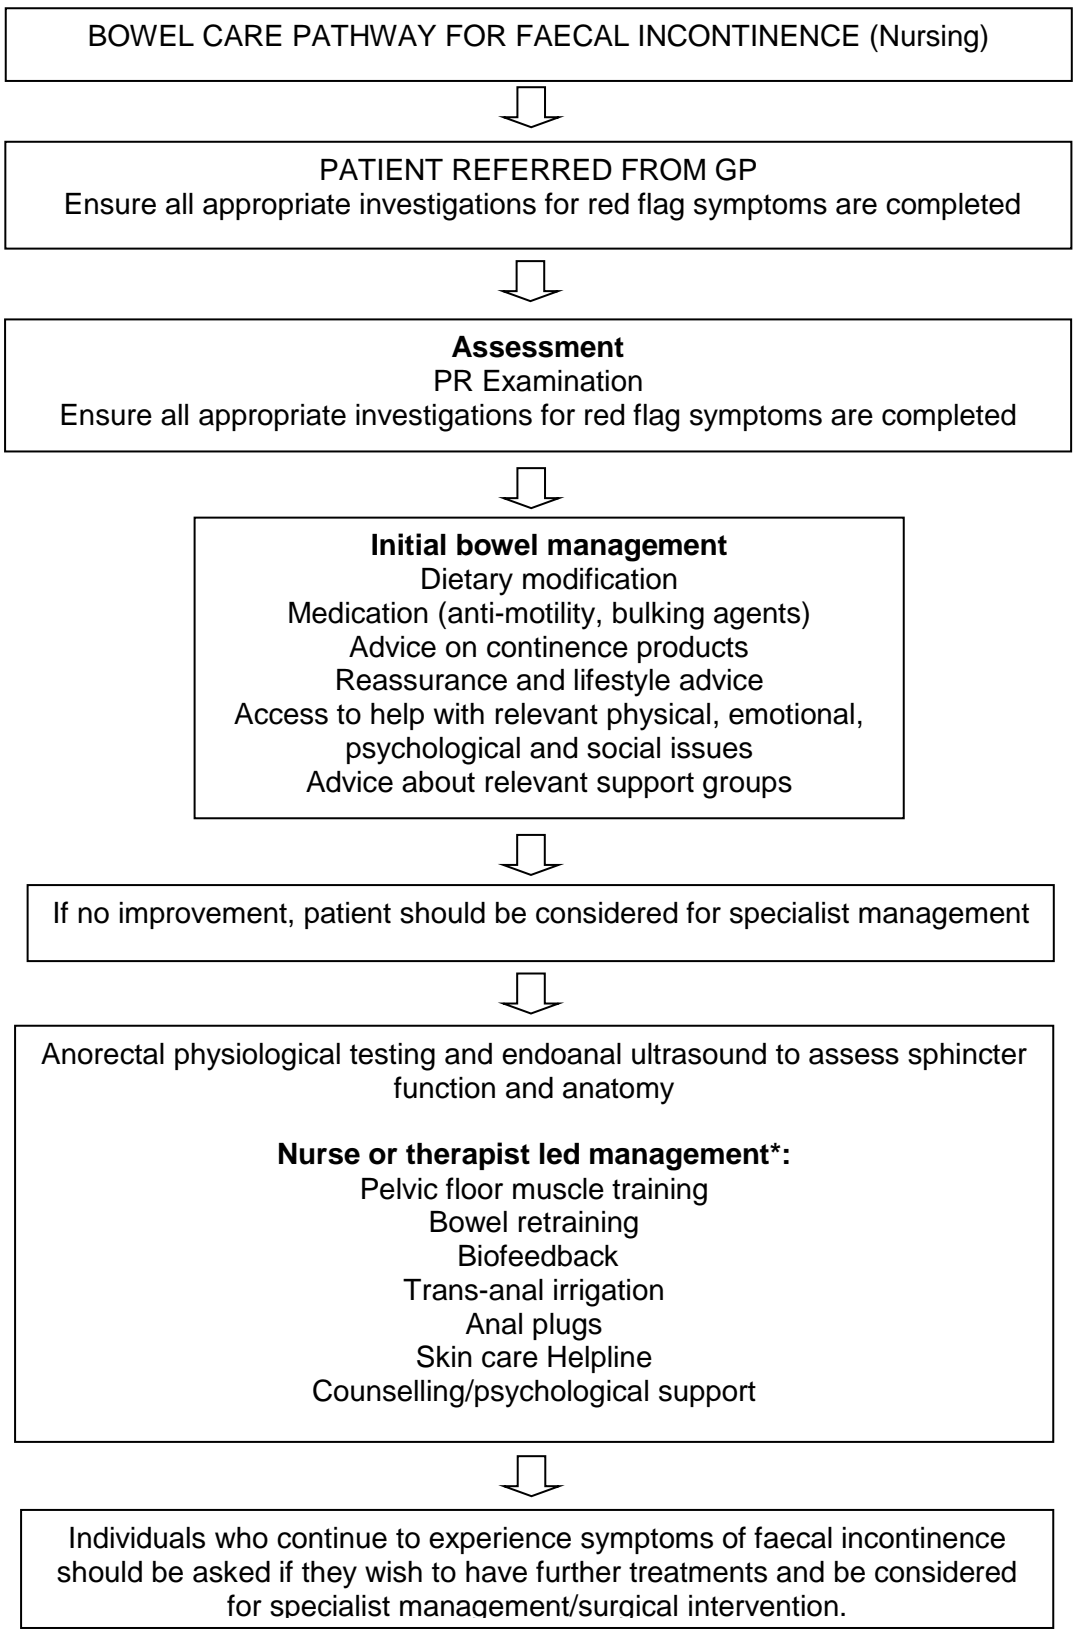 BOWEL CARE PATHWAY FOR FAECAL INCONTINENCE (Nursing)
PATIENT REFERRED FROM GP
Ensure all appropriate investigations for red flag symptoms are completed
Assessment
PR Examination
Ensure all appropriate investigations for red flag symptoms are completed
Initial bowel management
Dietary modification
Medication (anti-motility, bulking agents)
Advice on continence products
Reassurance and lifestyle advice
Access to help with relevant physical, emotional,
psychological and social issues
Advice about relevant support groups
If no improvement, patient should be considered for specialist management
Anorectal physiological testing and endoanal ultrasound to assess sphincter
function and anatomy
Nurse or therapist led management*:
Pelvic floor muscle training
Bowel retraining
Biofeedback
Trans-anal irrigation
Anal plugs
Skin care Helpline
Counselling/psychological support
Individuals who continue to experience symptoms of faecal incontinence
should be asked if they wish to have further treatments and be considered
for specialist management/surgical intervention.